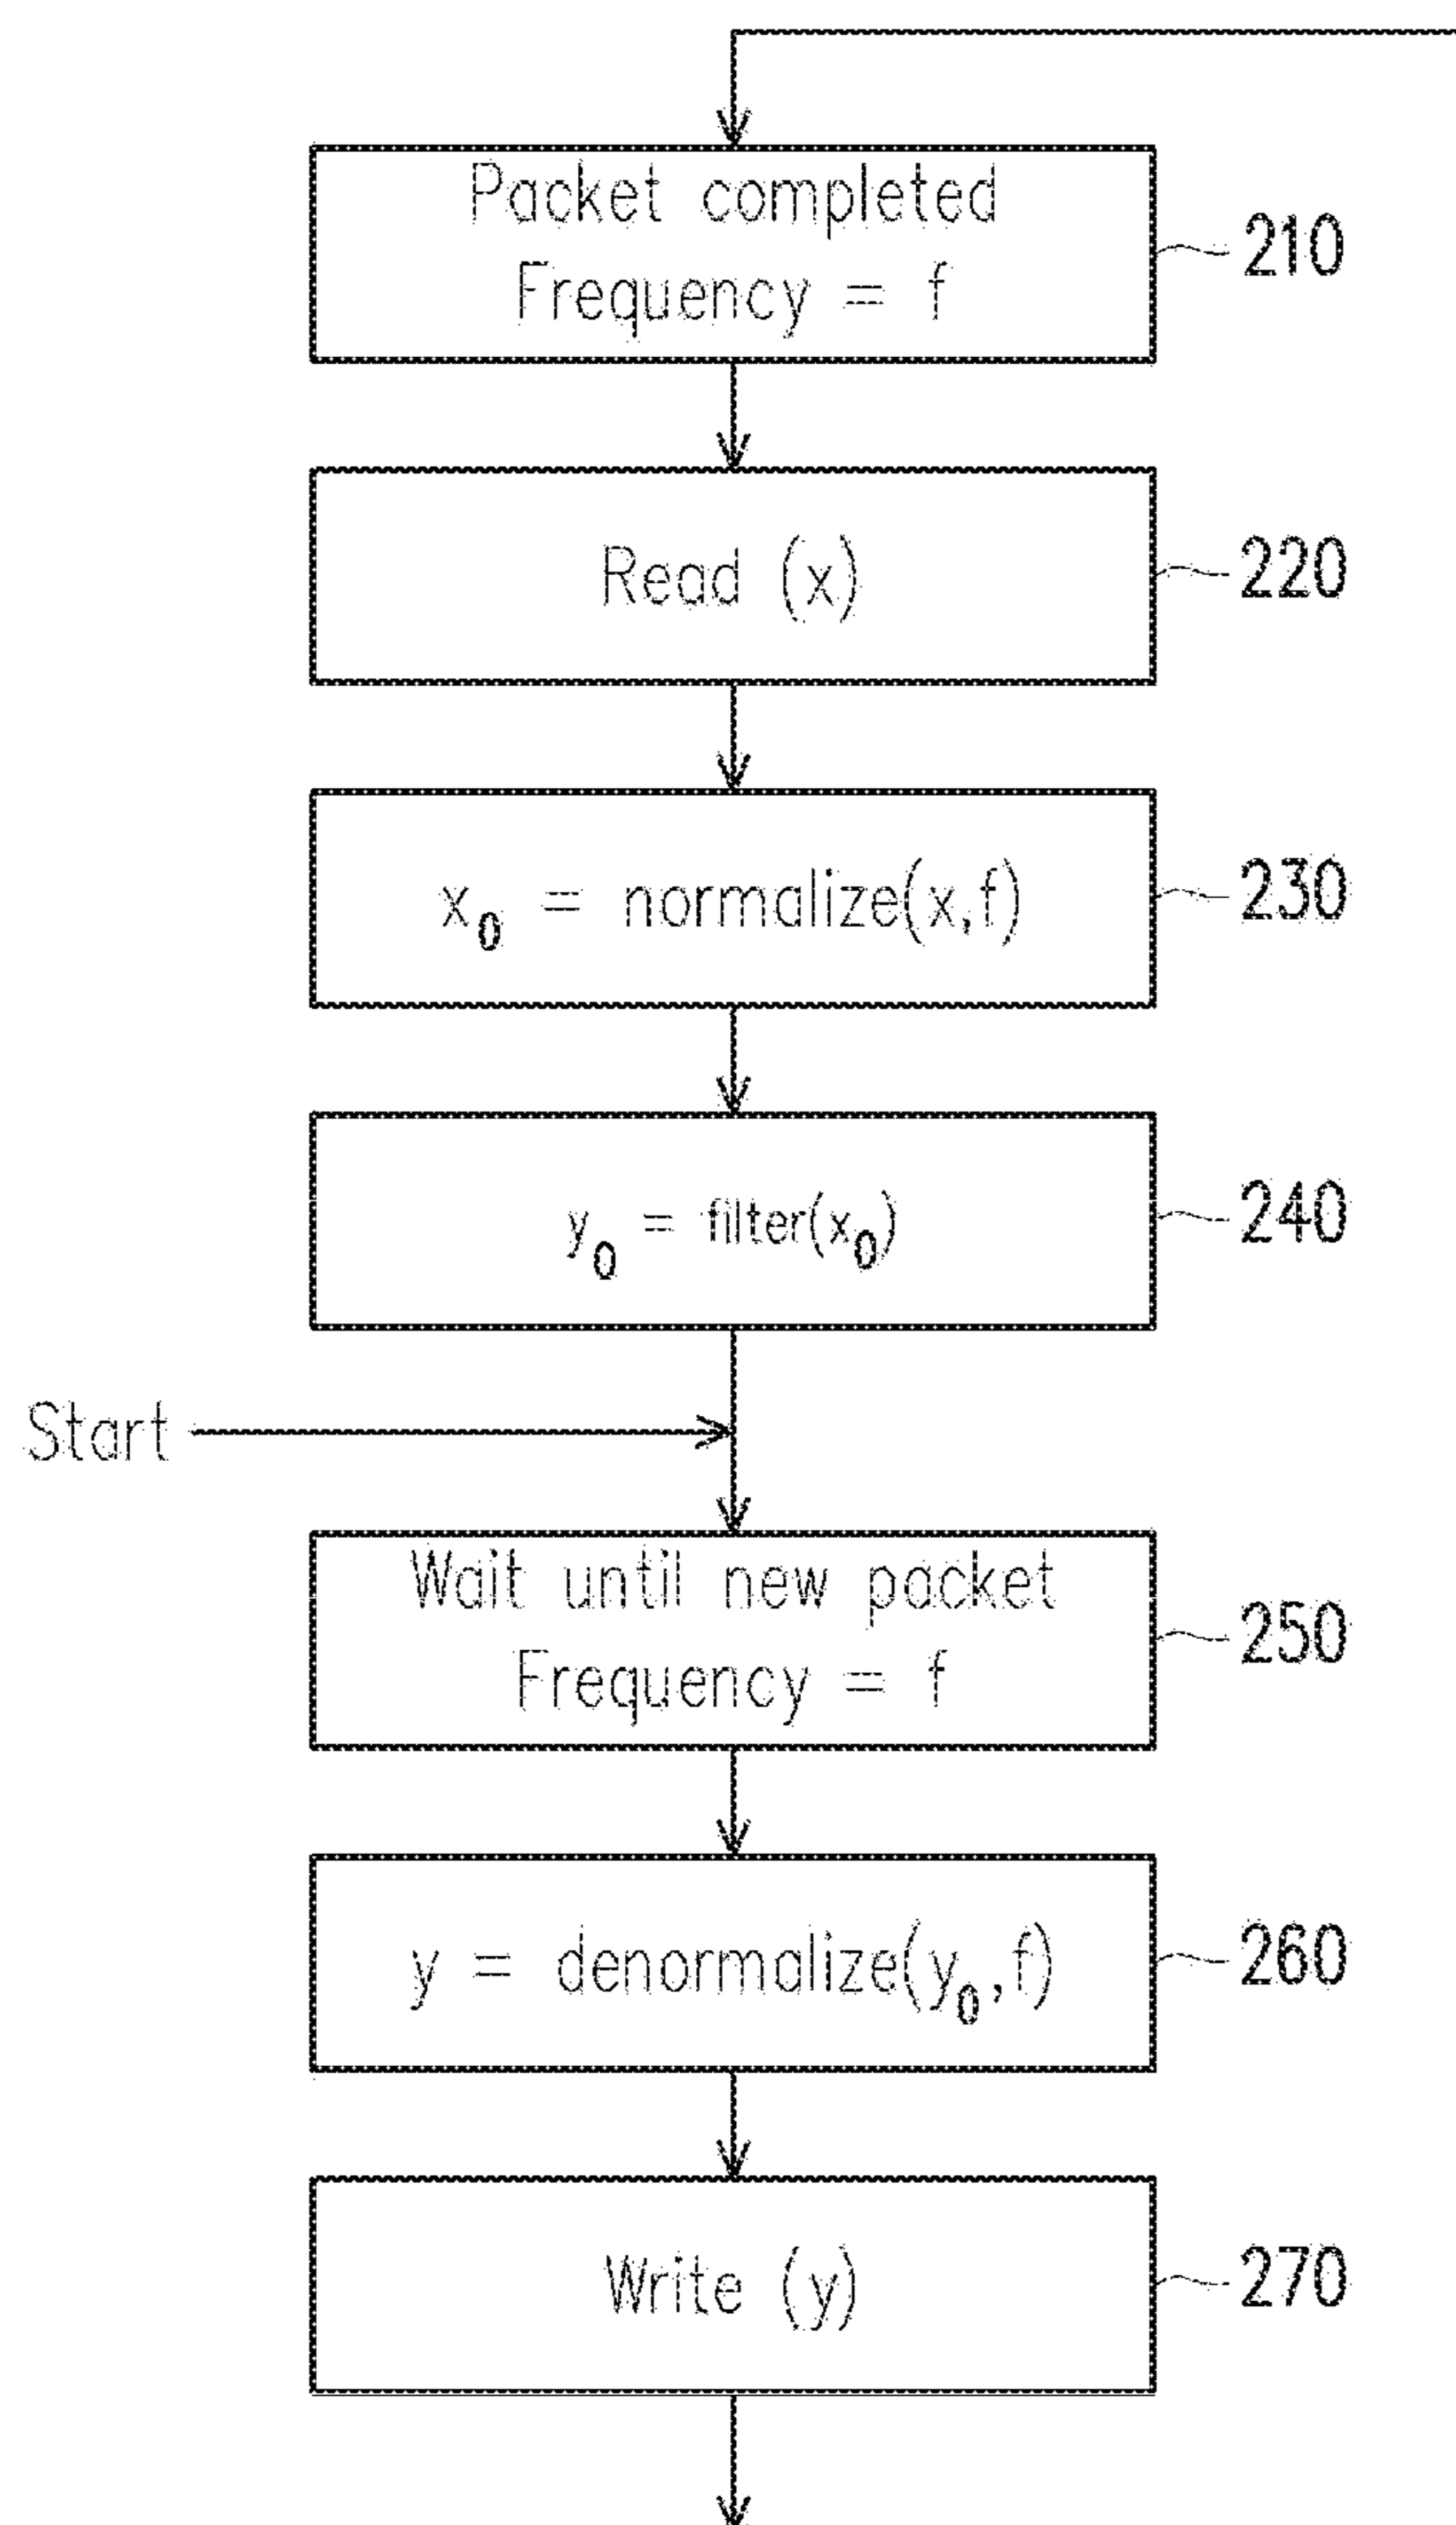 Packet completed
Frequency = f
210
Read (x)
220
x₀ = normalize(x,f)
230
y₀ = filter(x₀)
240
Start
Wait until new packet
Frequency = f
250
y = denormalize(y₀,f)
260
Write (y)
270